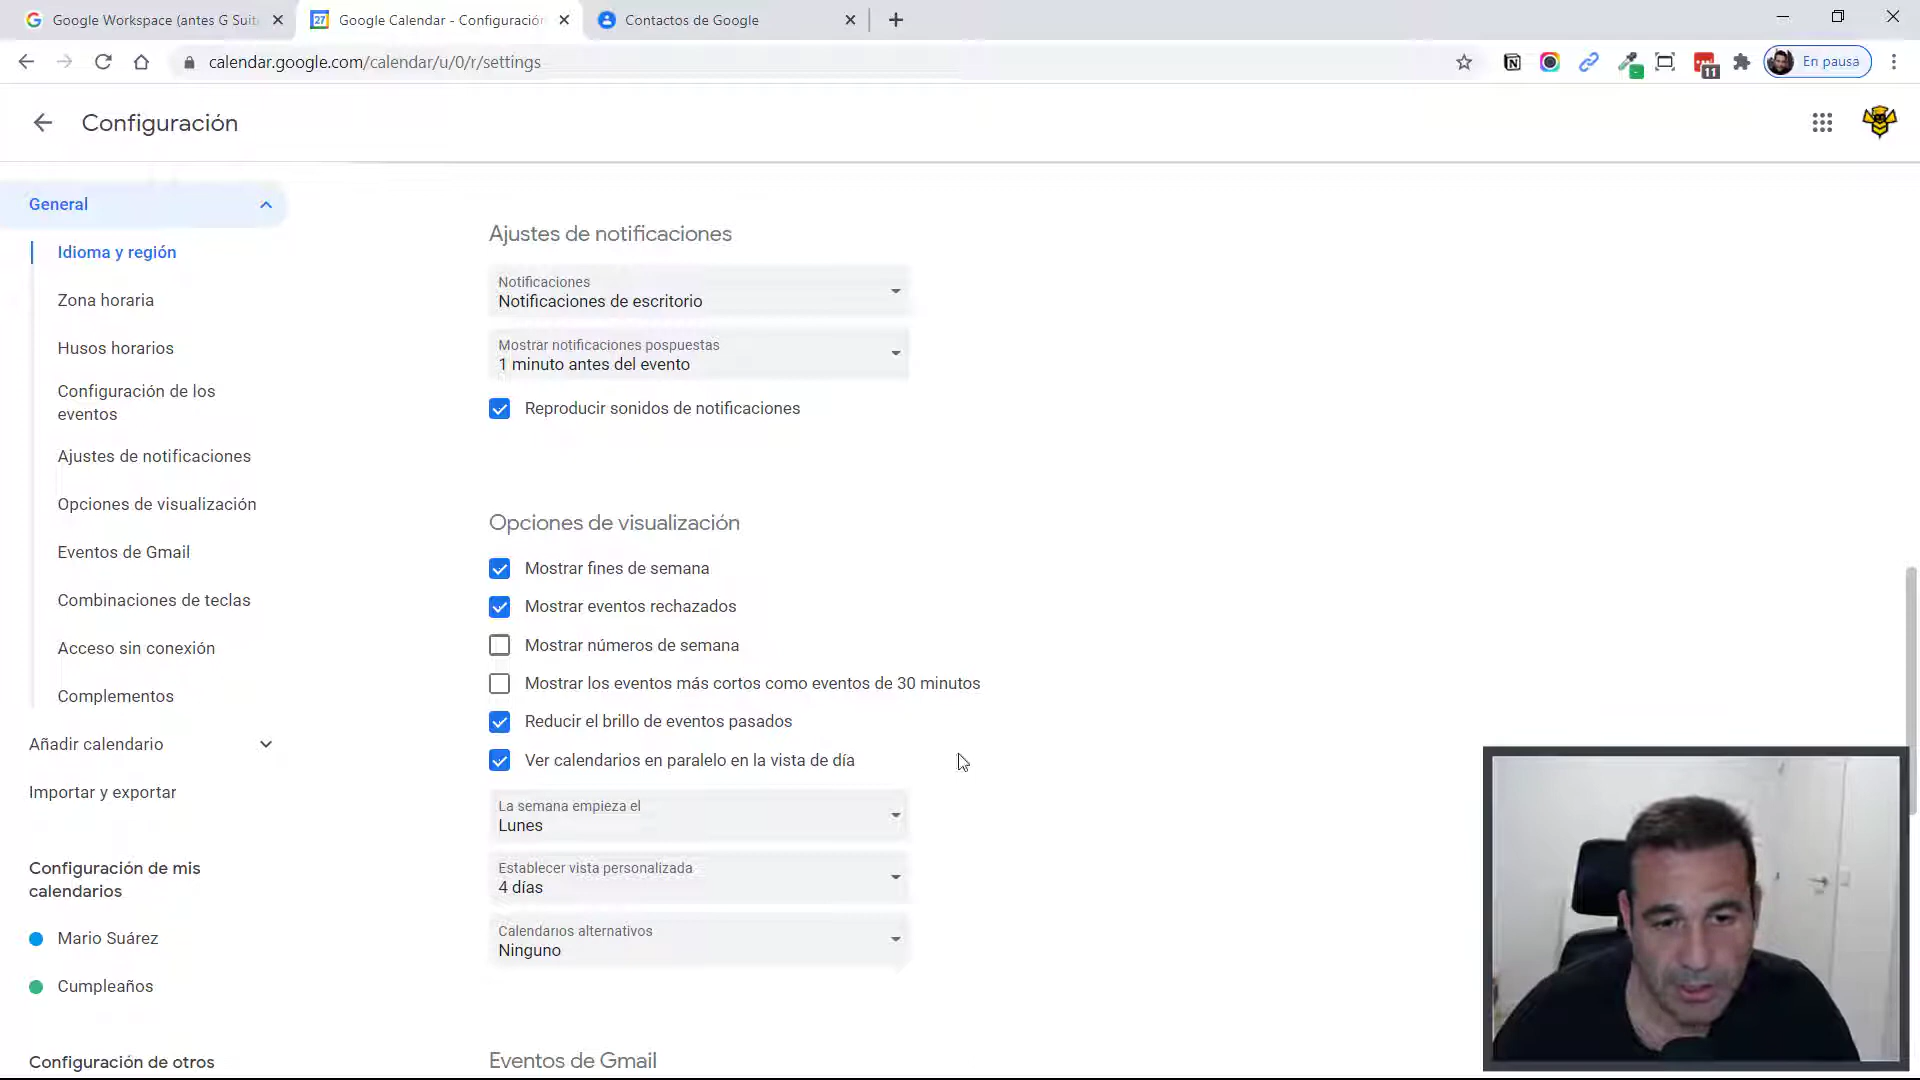 Google Workspace (antes G Suit
Google Calendar - Configuración
Contactos de Google
calendar.google.com/calendar/u/0/r/settings
11
En pausa
Configuración
General
Idioma y región
Zona horaria
Husos horarios
Configuración de los
eventos
Ajustes de notificaciones
Opciones de visualización
Eventos de Gmail
Combinaciones de teclas
Acceso sin conexión
Complementos
Añadir calendario
Importar y exportar
Configuración de mis
calendarios
Mario Suárez
Cumpleaños
Configuración de otros
Ajustes de notificaciones
Notificaciones
Notificaciones de escritorio
Mostrar notificaciones pospuestas
1 minuto antes del evento
Reproducir sonidos de notificaciones
Opciones de visualización
Mostrar fines de semana
Mostrar eventos rechazados
Mostrar números de semana
Mostrar los eventos más cortos como eventos de 30 minutos
Reducir el brillo de eventos pasados
Ver calendarios en paralelo en la vista de día
La semana empieza el
Lunes
Establecer vista personalizada
4 días
Calendarios alternativos
Ninguno
Eventos de Gmail